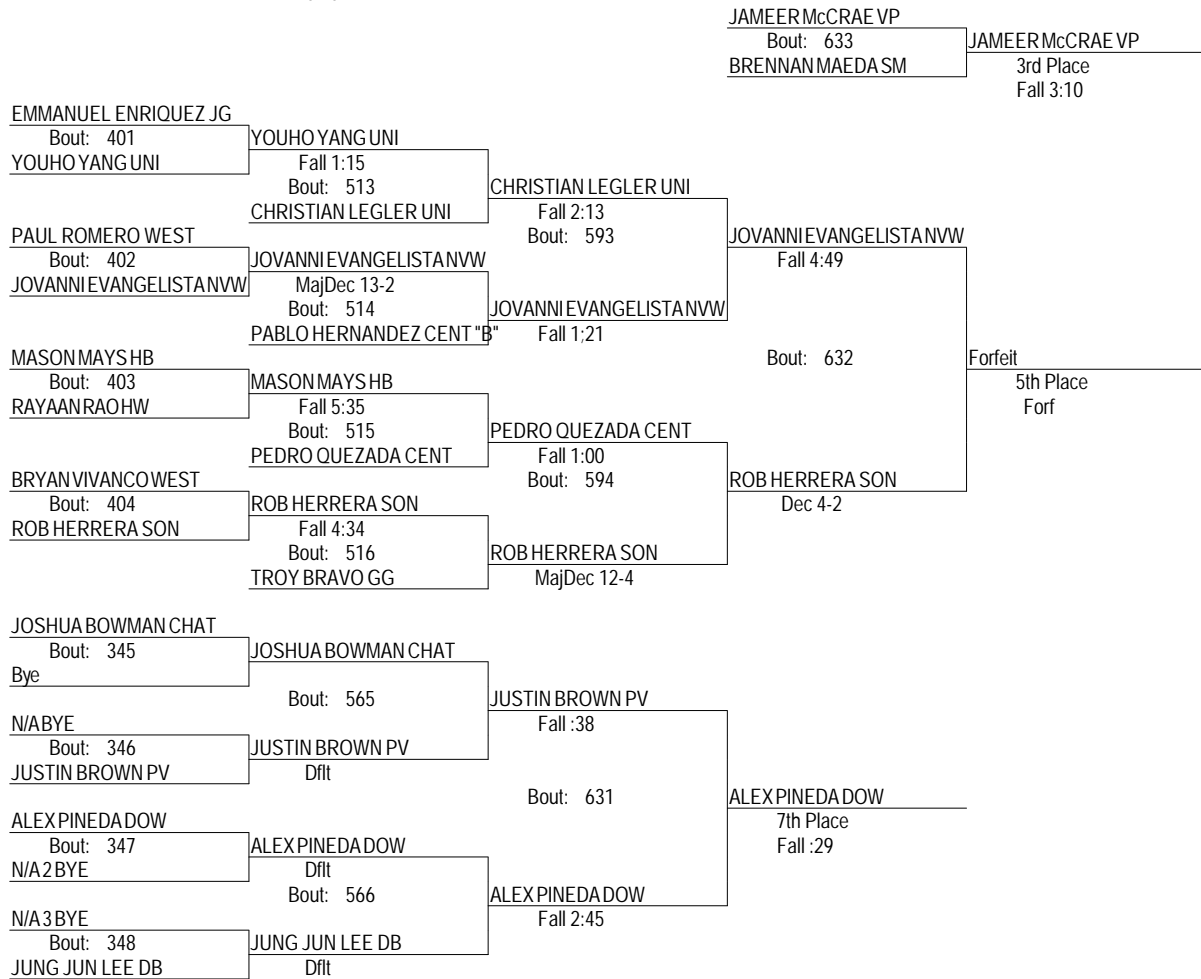 JAMEER McCRAE VP
Bout: 633 JAMEER McCRAE VP
BRENNAN MAEDA SM 3rd Place
Fall 3:10
EMMANUEL ENRIQUEZ JG
Bout: 401 YOUHO YANG UNI
YOUHO YANG UNI Fall 1:15
Bout: 513 CHRISTIAN LEGLER UNI
CHRISTIAN LEGLER UNI Fall 2:13
PAUL ROMERO WEST Bout: 593 JOVANNI EVANGELISTA NVW
Bout: 402 JOVANNI EVANGELISTA NVW Fall 4:49
JOVANNI EVANGELISTA NVW MajDec 13-2
Bout: 514 JOVANNI EVANGELISTA NVW
PABLO HERNANDEZ CENT "B" Fall 1;21
MASON MAYS HB Bout: 632 Forfeit
Bout: 403 MASON MAYS HB 5th Place
RAYAAN RAO HW Fall 5:35 Forf
Bout: 515 PEDRO QUEZADA CENT
PEDRO QUEZADA CENT Fall 1:00
BRYAN VIVANCO WEST Bout: 594 ROB HERRERA SON
Bout: 404 ROB HERRERA SON Dec 4-2
ROB HERRERA SON Fall 4:34
Bout: 516 ROB HERRERA SON
TROY BRAVO GG MajDec 12-4
JOSHUA BOWMAN CHAT
Bout: 345 JOSHUA BOWMAN CHAT
Bye
Bout: 565 JUSTIN BROWN PV
N/A BYE Fall :38
Bout: 346 JUSTIN BROWN PV
JUSTIN BROWN PV Dflt
Bout: 631 ALEX PINEDA DOW
ALEX PINEDA DOW 7th Place
Bout: 347 ALEX PINEDA DOW Fall :29
N/A 2 BYE Dflt
Bout: 566 ALEX PINEDA DOW
N/A 3 BYE Fall 2:45
Bout: 348 JUNG JUN LEE DB
JUNG JUN LEE DB Dflt